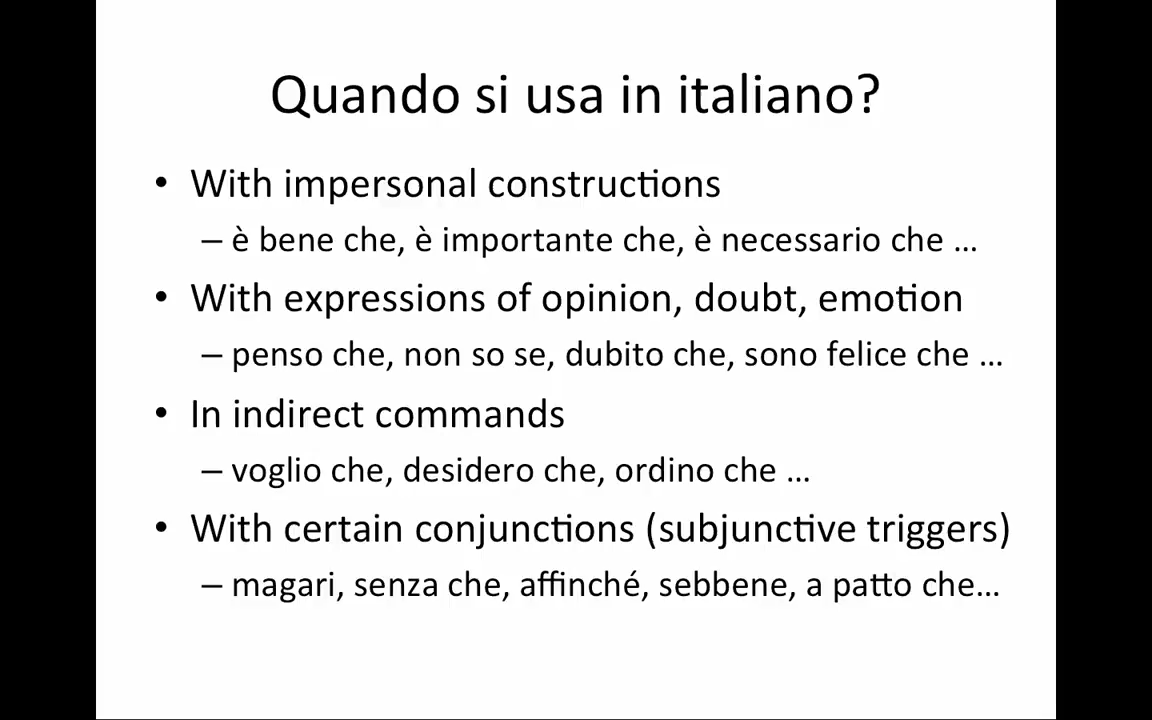 Quando si usa in italiano?
• With impersonal constructions
– è bene che, è importante che, è necessario che …
• With expressions of opinion, doubt, emotion
– penso che, non so se, dubito che, sono felice che …
• In indirect commands
– voglio che, desidero che, ordino che …
• With certain conjunctions (subjunctive triggers)
– magari, senza che, affinché, sebbene, a patto che…